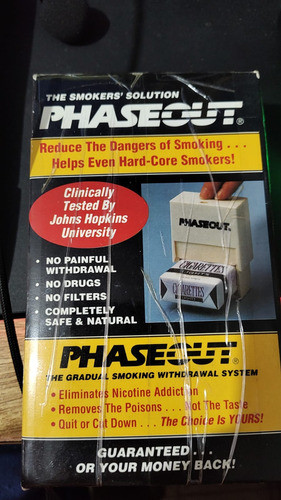 THE SMOKERS' SOLUTION
PHASEOUT®
Reduce The Dangers of Smoking . . .
Helps Even Hard-Core Smokers!
Clinically
Tested By
Johns Hopkins
University
• NO PAINFUL
WITHDRAWAL
• NO DRUGS
• NO FILTERS
• COMPLETELY
SAFE & NATURAL
PHASEOUT.
CIGARETTES
CIGARETTES
PHASEOUT®
THE GRADUAL SMOKING WITHDRAWAL SYSTEM
• Eliminates Nicotine Addiction
• Removes The Poisons . . . Not The Taste
• Quit or Cut Down . . . The Choice Is YOURS!
GUARANTEED . . .
OR YOUR MONEY BACK!